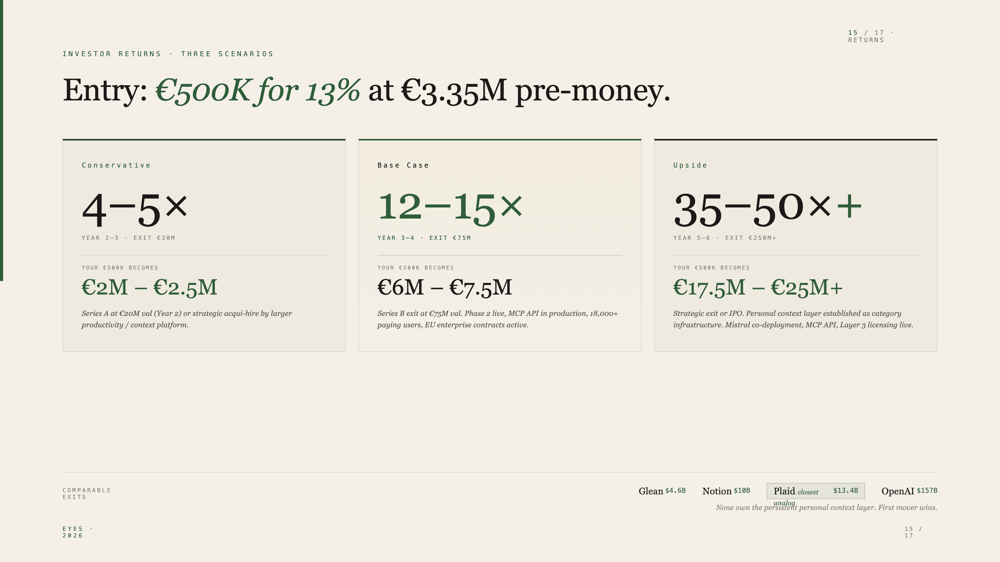 15 / 17 ·
RETURNS
INVESTOR RETURNS · THREE SCENARIOS
Entry: €500K for 13% at €3.35M pre-money.
Conservative
4–5×
YEAR 2–3 · EXIT €20M
YOUR €500K BECOMES
€2M – €2.5M
Series A at €20M val (Year 2) or strategic acqui-hire by larger
productivity / context platform.
Base Case
12–15×
YEAR 3–4 · EXIT €75M
YOUR €500K BECOMES
€6M – €7.5M
Series B exit at €75M val. Phase 2 live, MCP API in production, 18,000+
paying users, EU enterprise contracts active.
Upside
35–50×+
YEAR 5–6 · EXIT €250M+
YOUR €500K BECOMES
€17.5M – €25M+
Strategic exit or IPO. Personal context layer established as category
infrastructure. Mistral co-deployment, MCP API, Layer 3 licensing live.
COMPARABLE
EXITS
Glean $4.6B
Notion $10B
Plaid closest $13.4B
analog
OpenAI $157B
None own the persistent personal context layer. First mover wins.
EYES ·
2026
15 /
17